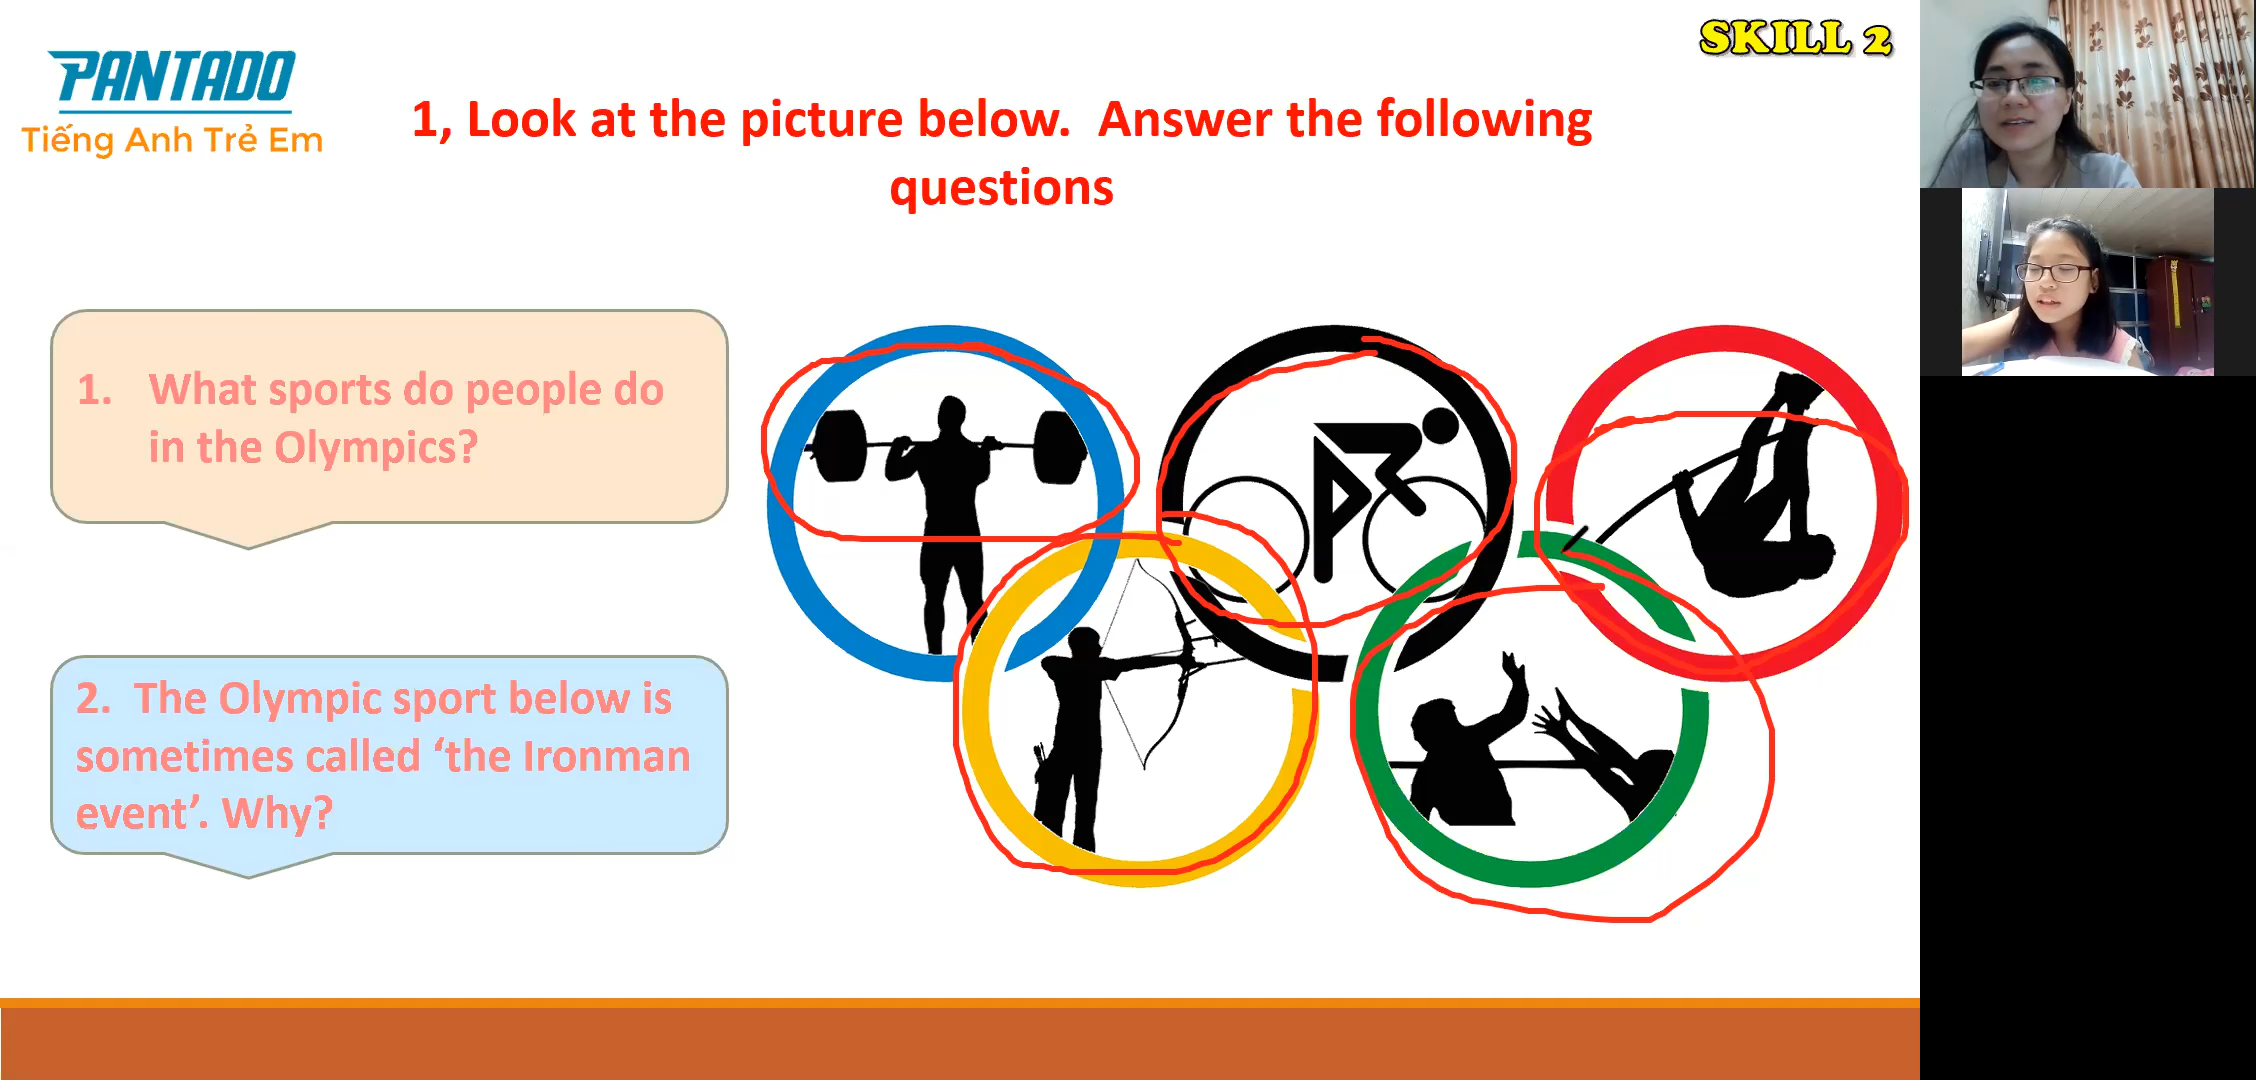 SKILL 2
PANTADO
Tiếng Anh Trẻ Em
1, Look at the picture below.  Answer the following
questions
1. What sports do people do
in the Olympics?
2. The Olympic sport below is
sometimes called ‘the Ironman
event’. Why?